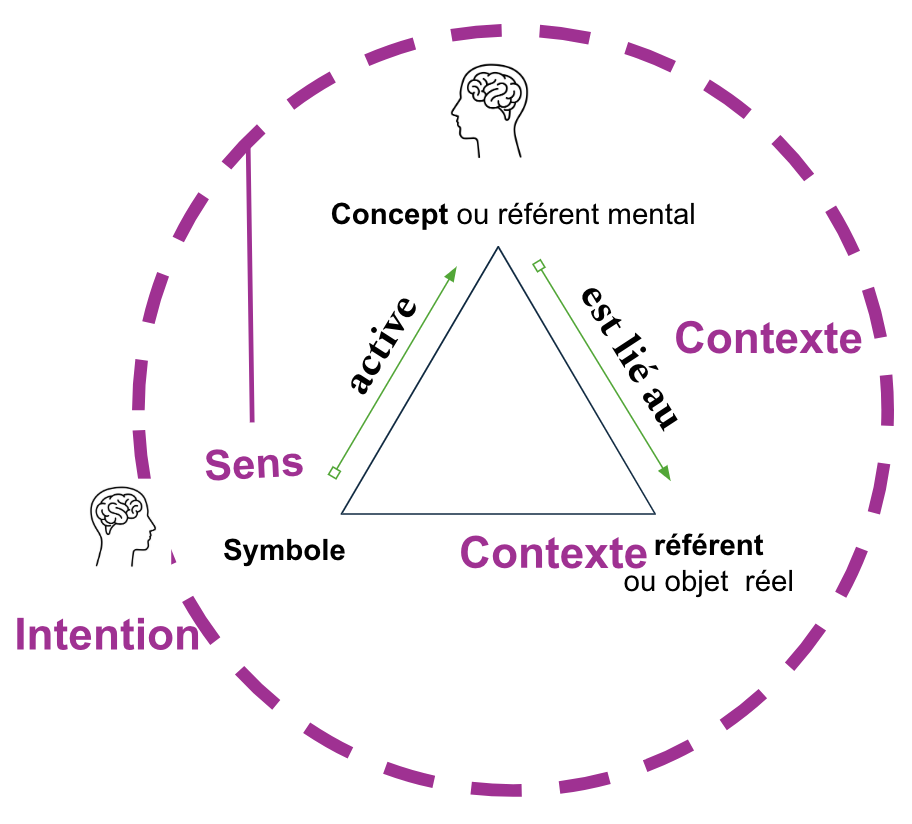 Concept ou référent mental
active
est lié au
Contexte
Sens
Symbole
Contexte
référent
ou objet réel
Intention